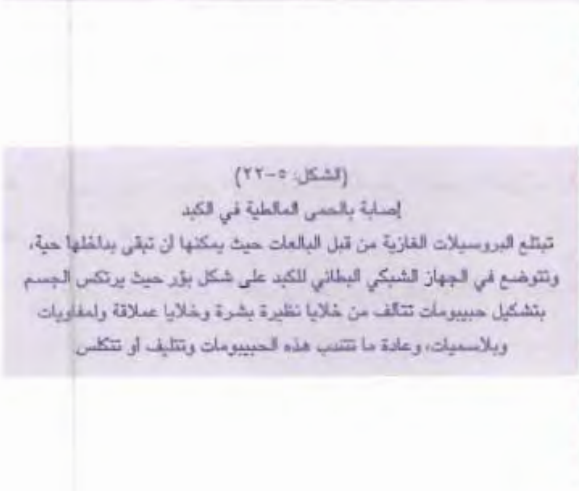 (الشكل: ٥-٢٢)
إصابة بالحمى المالطية في الكبد
تبتلع البروسيلات الغازية من قبل البالعات حيث يمكنها أن تبقى بداخلها حية،
وتتوضع في الجهاز الشبكي البطاني للكبد على شكل بؤر حيث يرتكس الجسم
بتشكيل حبيبومات تتألف من خلايا نظيرة بشرة وخلايا عملاقة ولمفاويات
وبلاسميات، وعادة ما تتندب هذه الحبيبومات وتتليف أو تتكلس